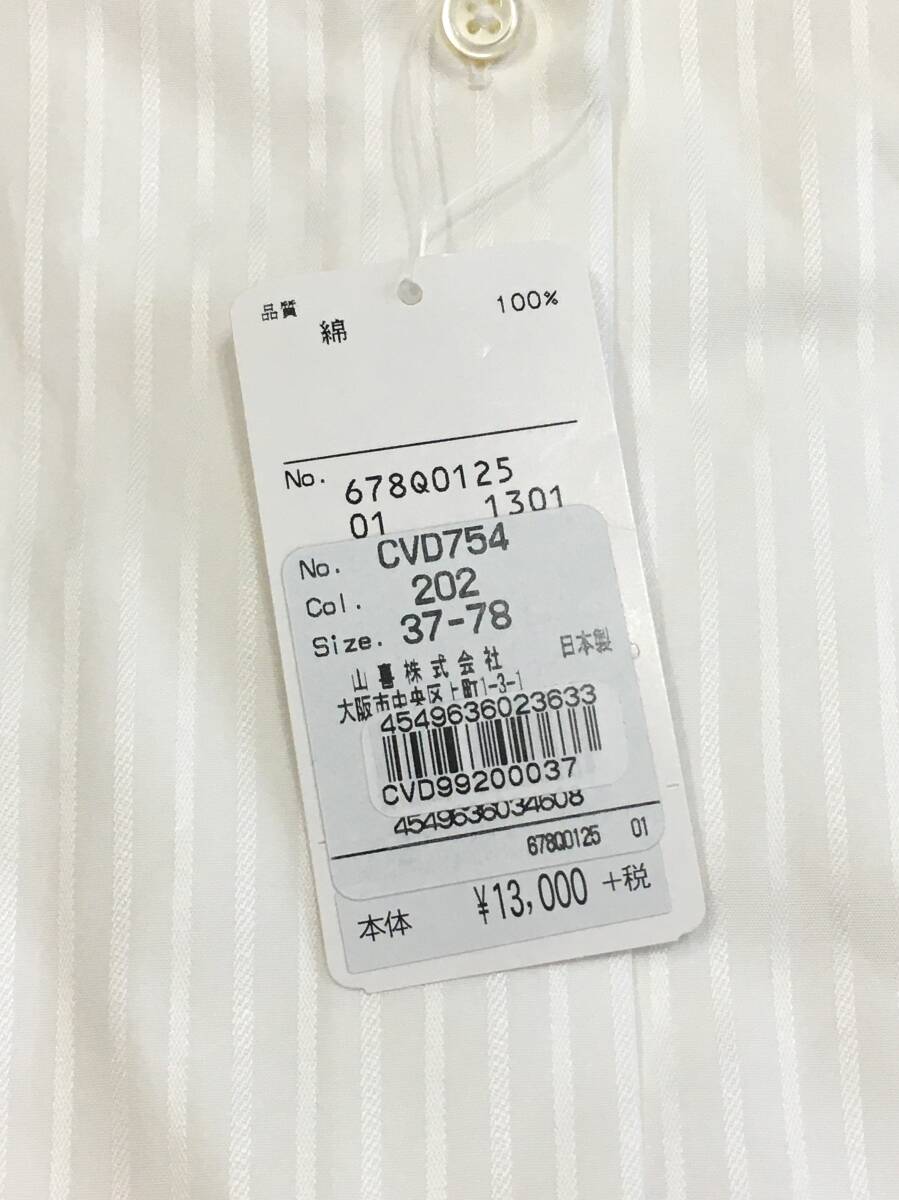 品質
綿 100%
No. 678Q0125
01 1301
No. CVD754
Col. 202
Size. 37-78
山喜株式会社 日本製
大阪市中央区上町1-3-1
4549636023633
CVD99200037
4549636034608
678Q0125 01
本体 ¥13,000 +税